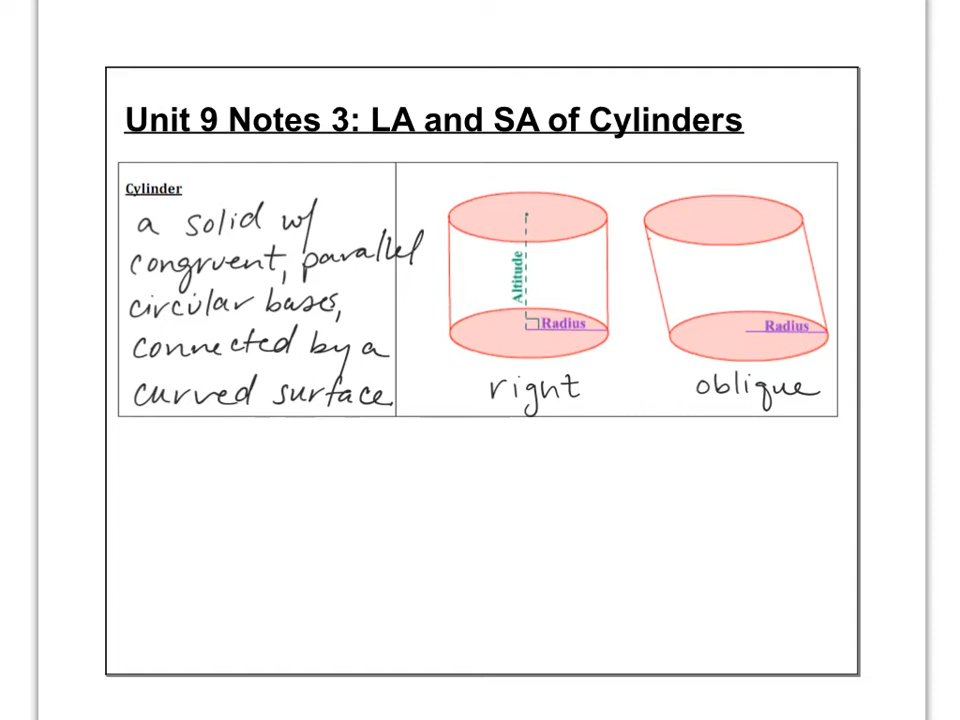 Unit 9 Notes 3: LA and SA of Cylinders
Cylinder
a solid w/
congruent, parallel
circular bases,
connected by a
curved surface.
Altitude
Radius
right
Radius
oblique